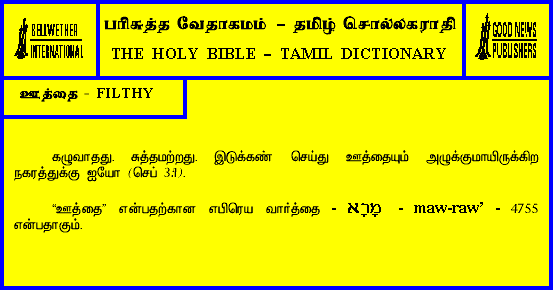 BELLWETHER
INTERNATIONAL
பரிசுத்த வேதாகமம் – தமிழ் சொல்லகராதி
THE HOLY BIBLE – TAMIL DICTIONARY
GOOD NEWS
PUBLISHERS
ஊத்தை - FILTHY
கழுவாதது. சுத்தமற்றது. இடுக்கண் செய்து ஊத்தையும் அழுக்குமாயிருக்கிற
நகரத்துக்கு ஐயோ (செப் 3:1).
“ஊத்தை” என்பதற்கான எபிரெய வார்த்தை - מָרָא - maw-raw’ - 4755
என்பதாகும்.